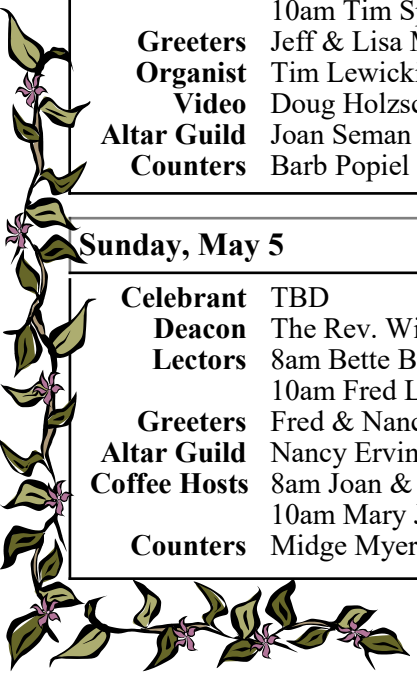 10am Tim
Greeters Jeff & Lisa
Organist Tim
Video Doug
Altar Guild Joan Seman
Counters Barb Popiel
Sunday, May 5
Celebrant TBD
Deacon The Rev.
Lectors 8am Bette
10am Fred
Greeters Fred &
Altar Guild Nancy
Coffee Hosts 8am Joan &
10am Mary
Counters Midge